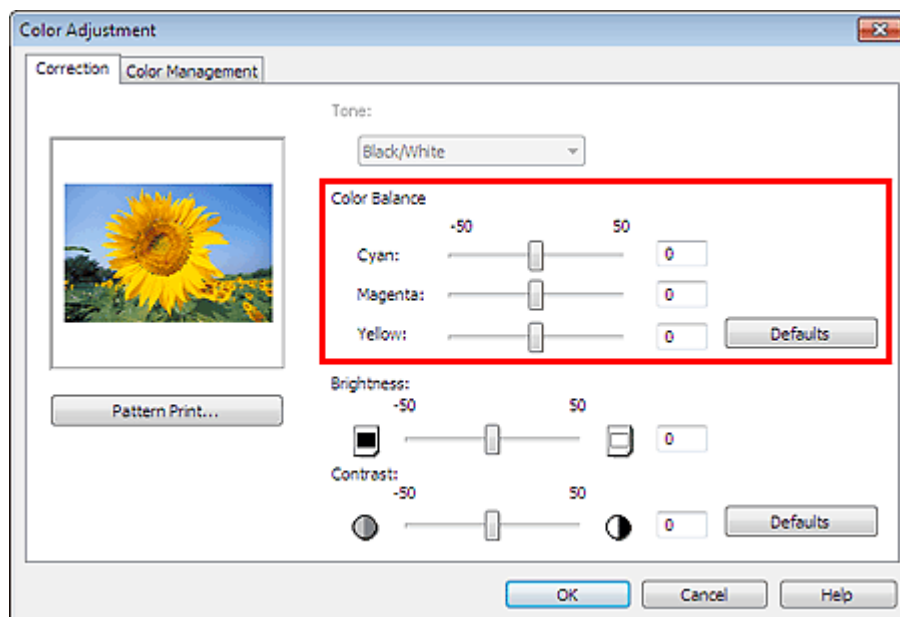 Color Adjustment
Correction
Color Management
Tone:
Black/White
Color Balance
-50 50
Cyan: 0
Magenta: 0
Yellow: 0 Defaults
Pattern Print...
Brightness:
-50 50
0
Contrast:
-50 50
0 Defaults
OK Cancel Help